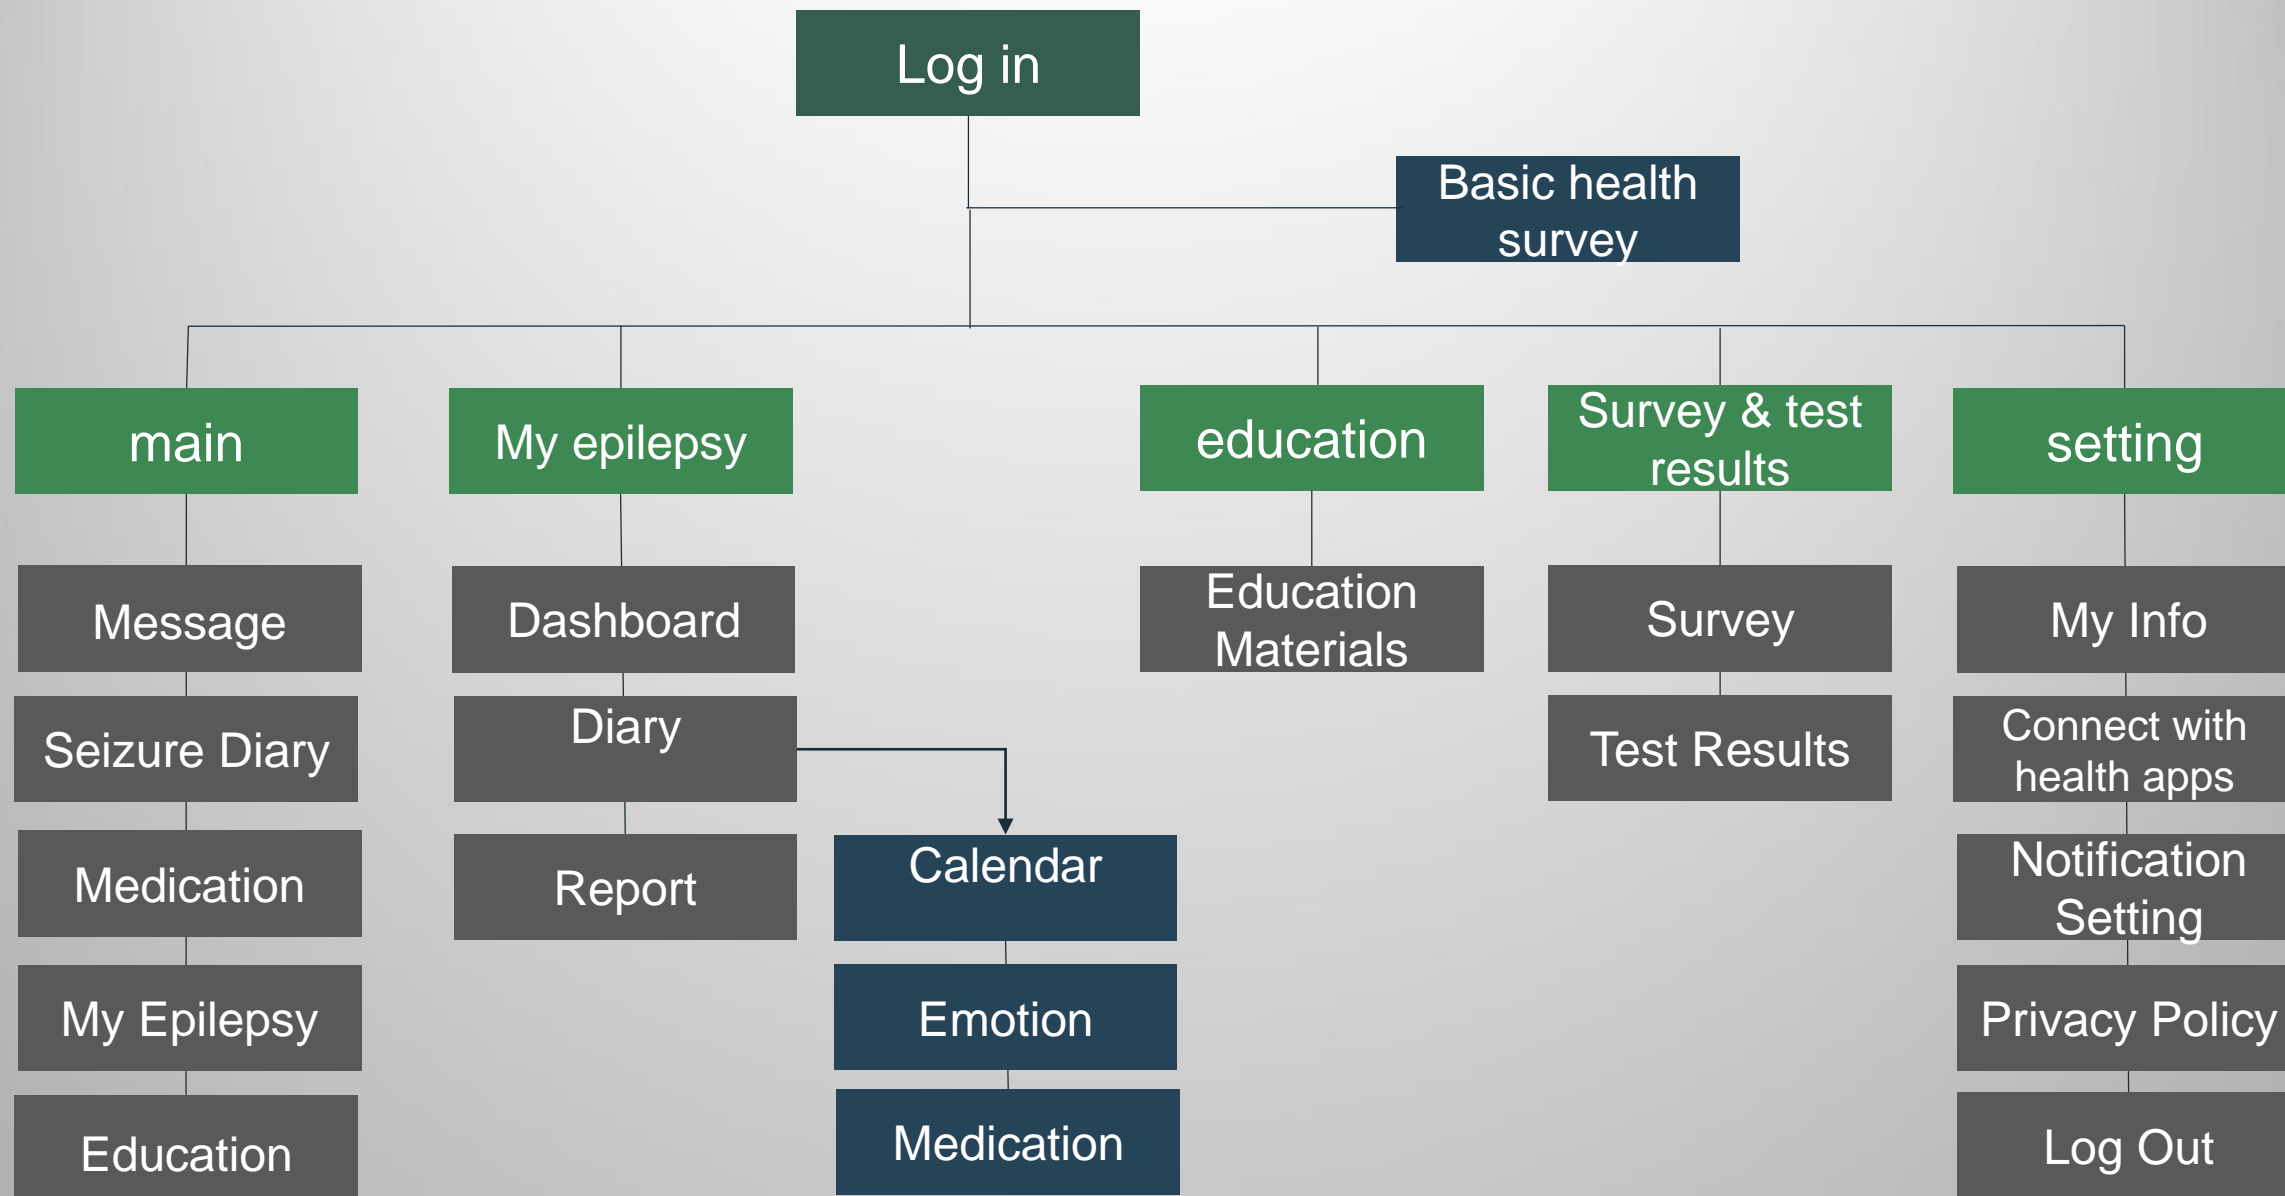 Log in
Basic health
survey
main
My epilepsy
education
Survey & test
results
setting
Message
Seizure Diary
Medication
My Epilepsy
Education
Dashboard
Diary
Report
Calendar
Emotion
Medication
Education
Materials
Survey
Test Results
My Info
Connect with
health apps
Notification
Setting
Privacy Policy
Log Out